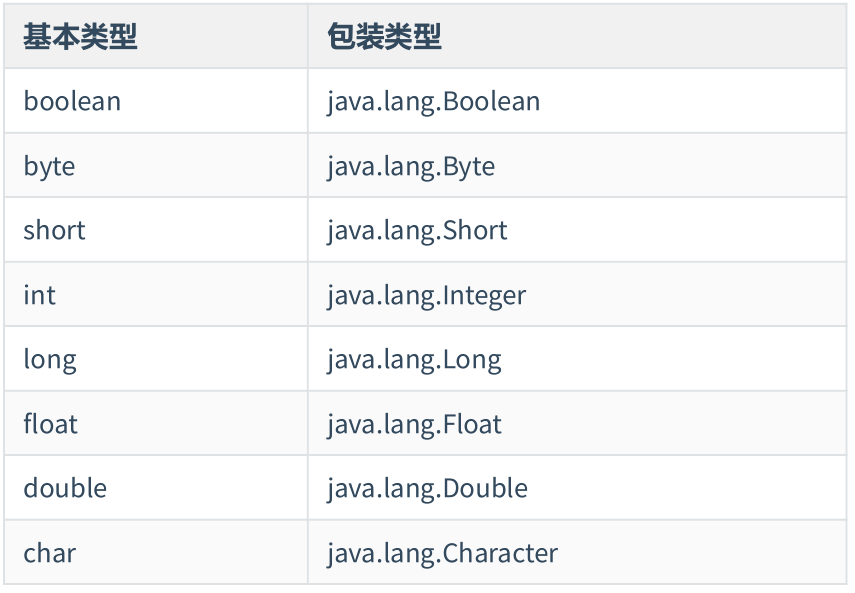 基本类型 包装类型
boolean java.lang.Boolean
byte java.lang.Byte
short java.lang.Short
int java.lang.Integer
long java.lang.Long
float java.lang.Float
double java.lang.Double
char java.lang.Character